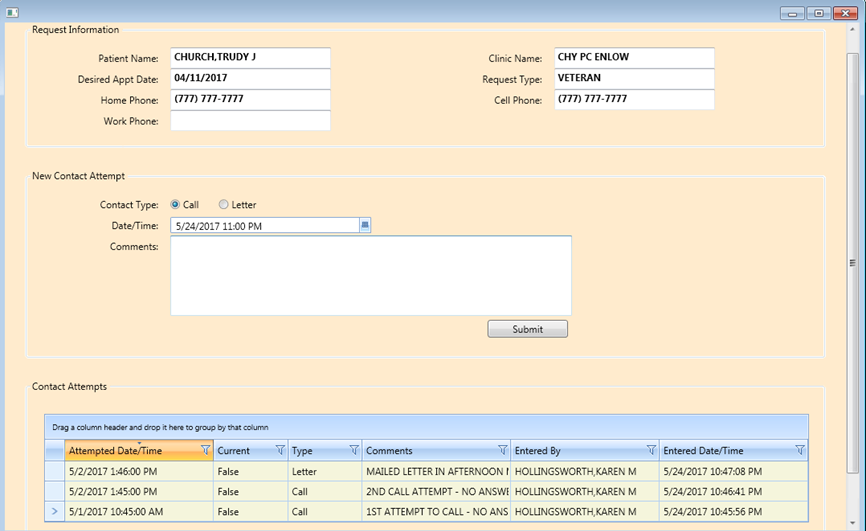 Request Information
Patient Name: CHURCH,TRUDY J Clinic Name: CHY PC ENLOW
Desired Appt Date: 04/11/2017 Request Type: VETERAN
Home Phone: (777) 777-7777 Cell Phone: (777) 777-7777
Work Phone:
New Contact Attempt
Contact Type: Call Letter
Date/Time: 5/24/2017 11:00 PM
Comments:
Submit
Contact Attempts
Drag a column header and drop it here to group by that column
Attempted Date/Time Current Type Comments Entered By Entered Date/Time
5/2/2017 1:46:00 PM False Letter MAILED LETTER IN AFTERNOON HOLLINGSWORTH,KAREN M 5/24/2017 10:47:08 PM
5/2/2017 1:45:00 PM False Call 2ND CALL ATTEMPT - NO ANSWE HOLLINGSWORTH,KAREN M 5/24/2017 10:46:41 PM
5/1/2017 10:45:00 AM False Call 1ST ATTEMPT TO CALL - NO ANS HOLLINGSWORTH,KAREN M 5/24/2017 10:45:56 PM